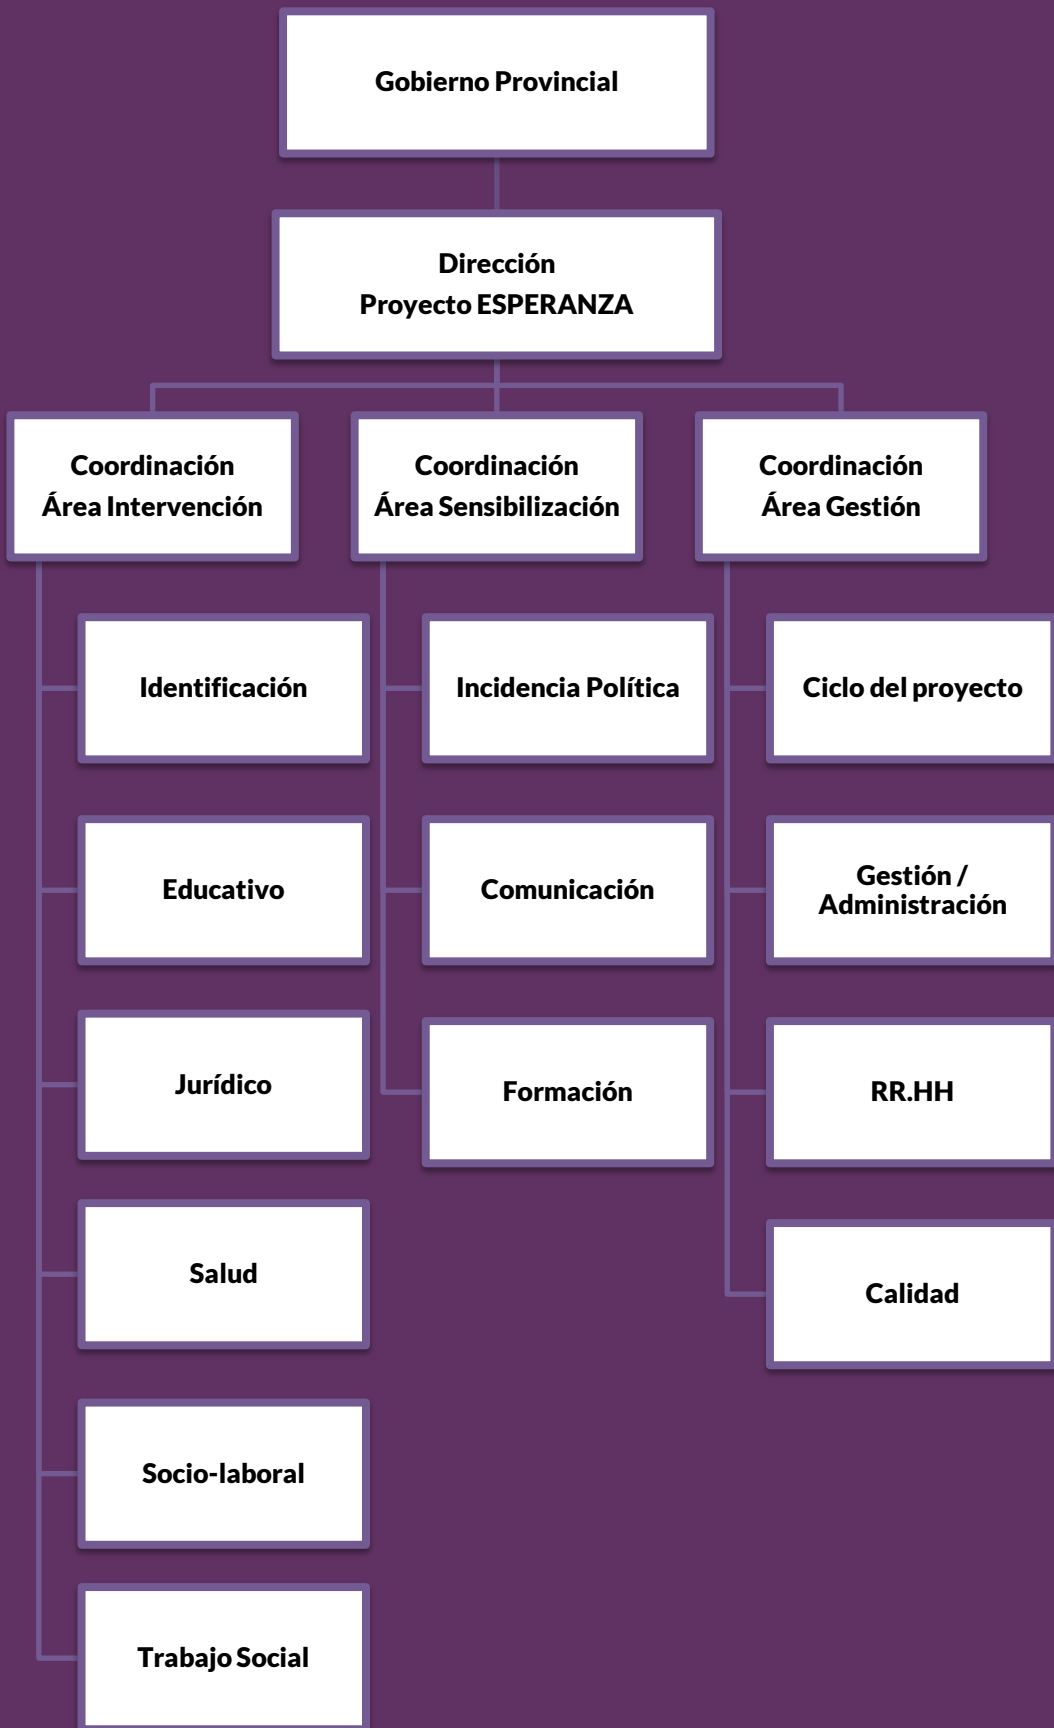 Gobierno Provincial
Dirección
Proyecto ESPERANZA
Coordinación
Área Intervención
Coordinación
Área Sensibilización
Coordinación
Área Gestión
Identificación
Incidencia Política
Ciclo del proyecto
Educativo
Comunicación
Gestión /
Administración
Jurídico
Formación
RR.HH
Salud
Calidad
Socio-laboral
Trabajo Social